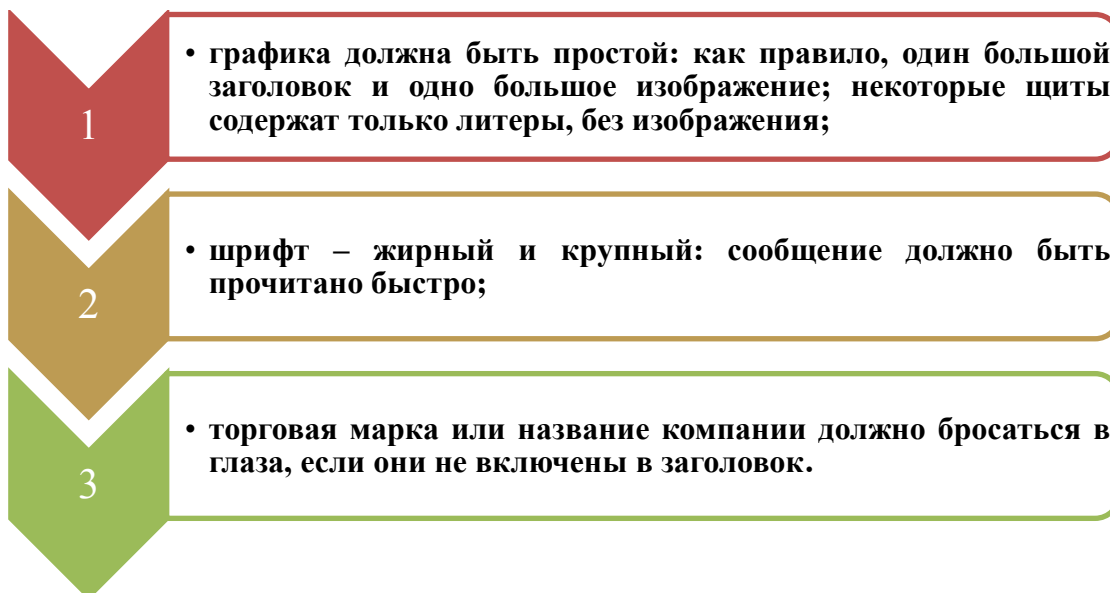 1
• графика должна быть простой: как правило, один большой
заголовок и одно большое изображение; некоторые щиты
содержат только литеры, без изображения;
2
• шрифт – жирный и крупный: сообщение должно быть
прочитано быстро;
3
• торговая марка или название компании должно бросаться в
глаза, если они не включены в заголовок.